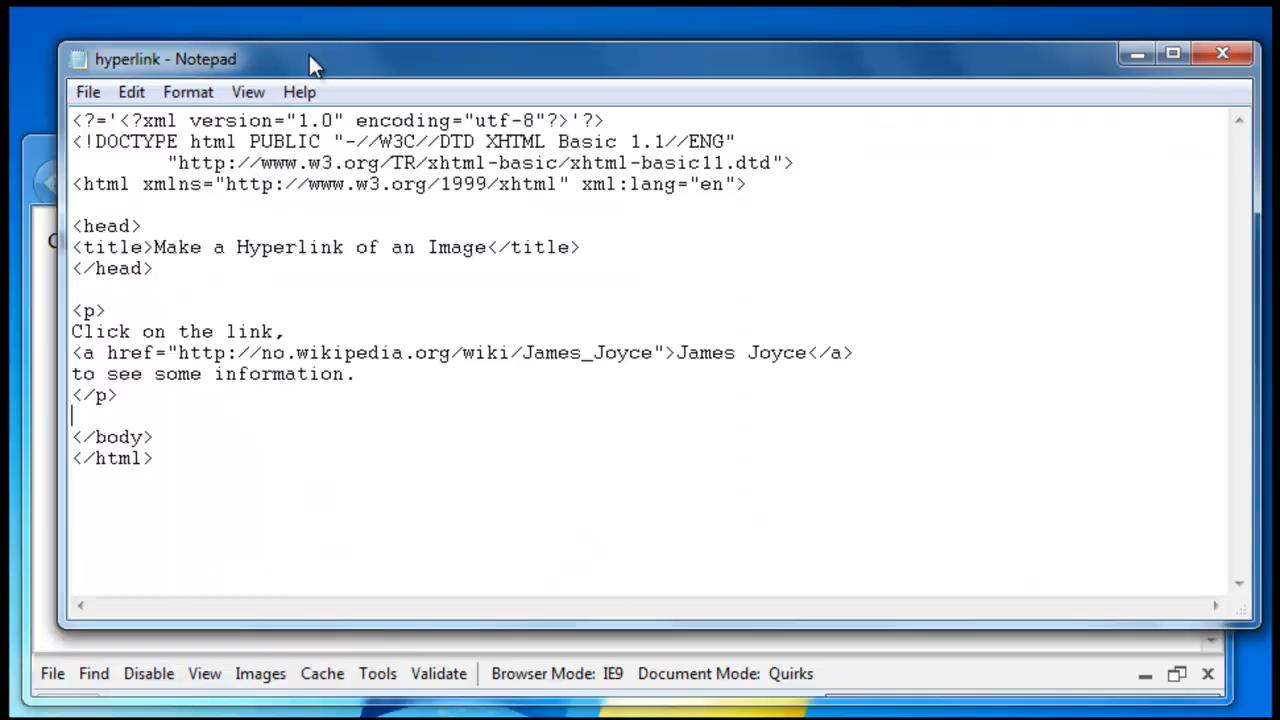 hyperlink - Notepad
File Edit Format View Help
<?='<?xml version="1.0" encoding="utf-8"?>'?>
<!DOCTYPE html PUBLIC "-//W3C//DTD XHTML Basic 1.1//ENG"
"http://www.w3.org/TR/xhtml-basic/xhtml-basic11.dtd">
<html xmlns="http://www.w3.org/1999/xhtml" xml:lang="en">
<head>
<title>Make a Hyperlink of an Image</title>
</head>
<p>
Click on the link,
<a href="http://no.wikipedia.org/wiki/James_Joyce">James Joyce</a>
to see some information.
</p>
</body>
</html>
File Find Disable View Images Cache Tools Validate Browser Mode: IE9 Document Mode: Quirks